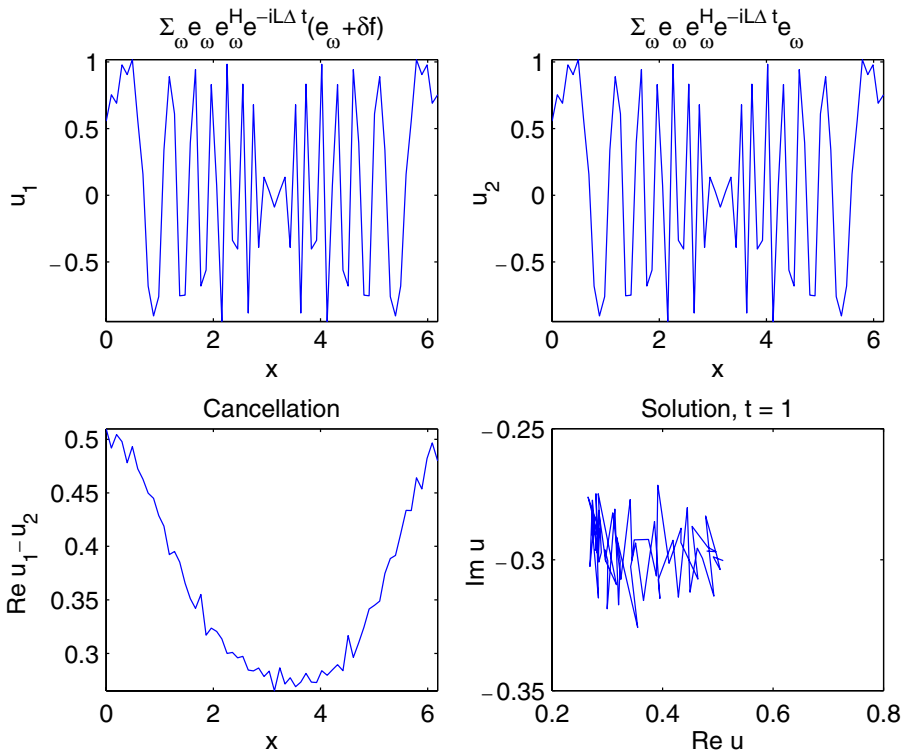 Σ_ω e_ω e_ω^H e^{-iLΔ t}(e_ω+δf)
1
0.5
0
−0.5
u_1
0
2
4
6
x
Σ_ω e_ω e_ω^H e^{-iLΔ t}e_ω
1
0.5
0
−0.5
u_2
0
2
4
6
x
Cancellation
0.5
0.45
0.4
0.35
0.3
Re u_1−u_2
0
2
4
6
x
Solution, t = 1
−0.25
−0.3
−0.35
Im u
0.2
0.4
0.6
0.8
Re u